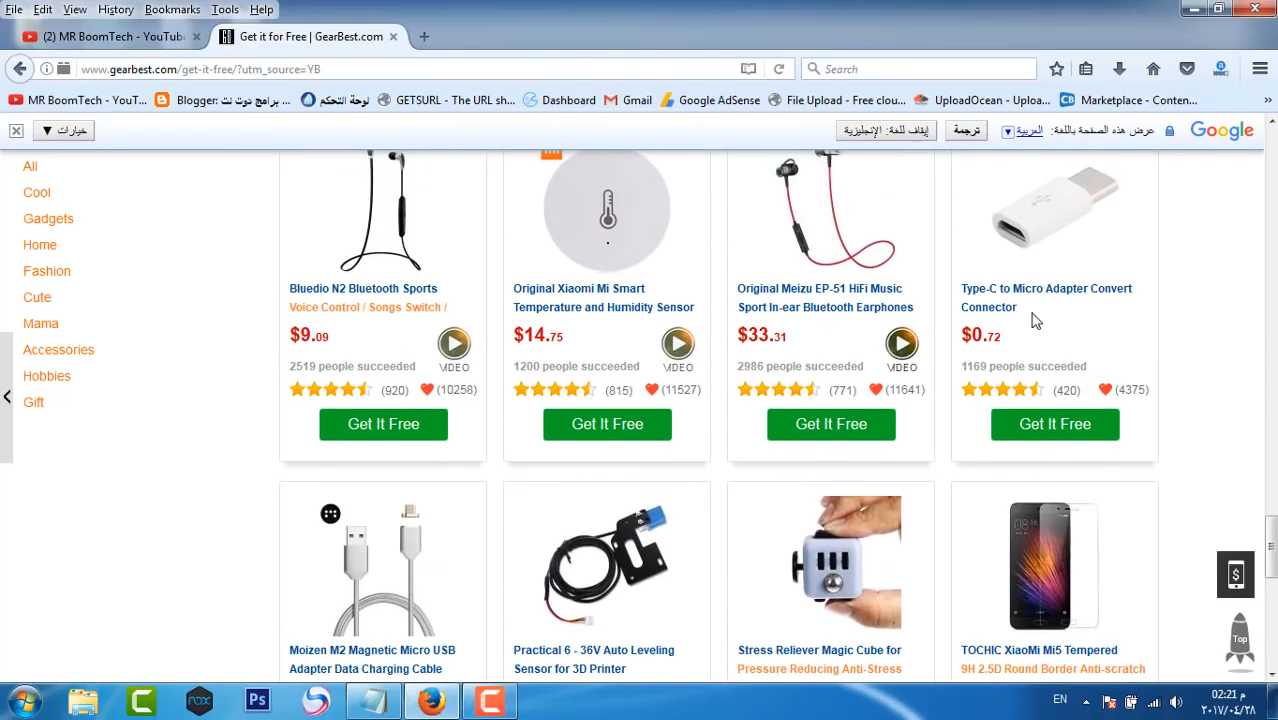 File Edit View History Bookmarks Tools Help
(2) MR BoomTech - YouTube
Get it for Free | GearBest.com
www.gearbest.com/get-it-free/?utm_source=YB
Search
MR BoomTech - YouT... Blogger: برامج دوت نت... لوحة التحكم GETSURL - The URL sh... Dashboard Gmail Google AdSense File Upload - Free clou... UploadOcean - Uploa... Marketplace - Conten... »
خيارات ▼
إيقاف للغة: الإنجليزية
ترجمة
عرض هذه الصفحة باللغة: العربية
Google
All
Cool
Gadgets
Home
Fashion
Cute
Mama
Accessories
Hobbies
Gift
Bluedio N2 Bluetooth Sports
Voice Control / Songs Switch /
$9.09
VIDEO
2519 people succeeded
(920) (10258)
Get It Free
Original Xiaomi Mi Smart
Temperature and Humidity Sensor
$14.75
VIDEO
1200 people succeeded
(815) (11527)
Get It Free
Original Meizu EP-51 HiFi Music
Sport In-ear Bluetooth Earphones
$33.31
VIDEO
2986 people succeeded
(771) (11641)
Get It Free
Type-C to Micro Adapter Convert
Connector
$0.72
1169 people succeeded
(420) (4375)
Get It Free
Moizen M2 Magnetic Micro USB
Adapter Data Charging Cable
Practical 6 - 36V Auto Leveling
Sensor for 3D Printer
Stress Reliever Magic Cube for
Pressure Reducing Anti-Stress
TOCHIC XiaoMi Mi5 Tempered
9H 2.5D Round Border Anti-scratch
Top
nox
Ps
EN
02:21 م
٢٠١٧/٠٤/٢٨